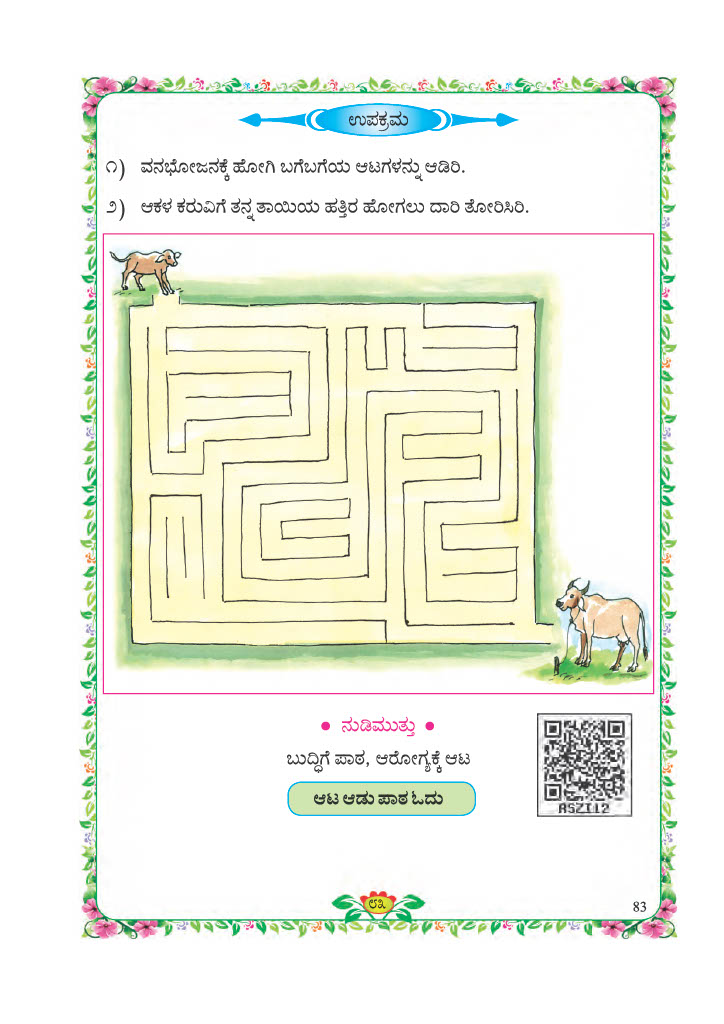 ಉಪಕ್ರಮ
೧) ವನಭೋಜನಕ್ಕೆ ಹೋಗಿ ಬಗೆಬಗೆಯ ಆಟಗಳನ್ನು ಆಡಿರಿ.
೨) ಆಕಳ ಕರುವಿಗೆ ತನ್ನ ತಾಯಿಯ ಹತ್ತಿರ ಹೋಗಲು ದಾರಿ ತೋರಿಸಿರಿ.
● ನುಡಿಮುತ್ತು ●
ಬುದ್ಧಿಗೆ ಪಾಠ, ಆರೋಗ್ಯಕ್ಕೆ ಆಟ
ಆಟ ಆಡು ಪಾಠ ಓದು
A5ZI12
೮೩
83